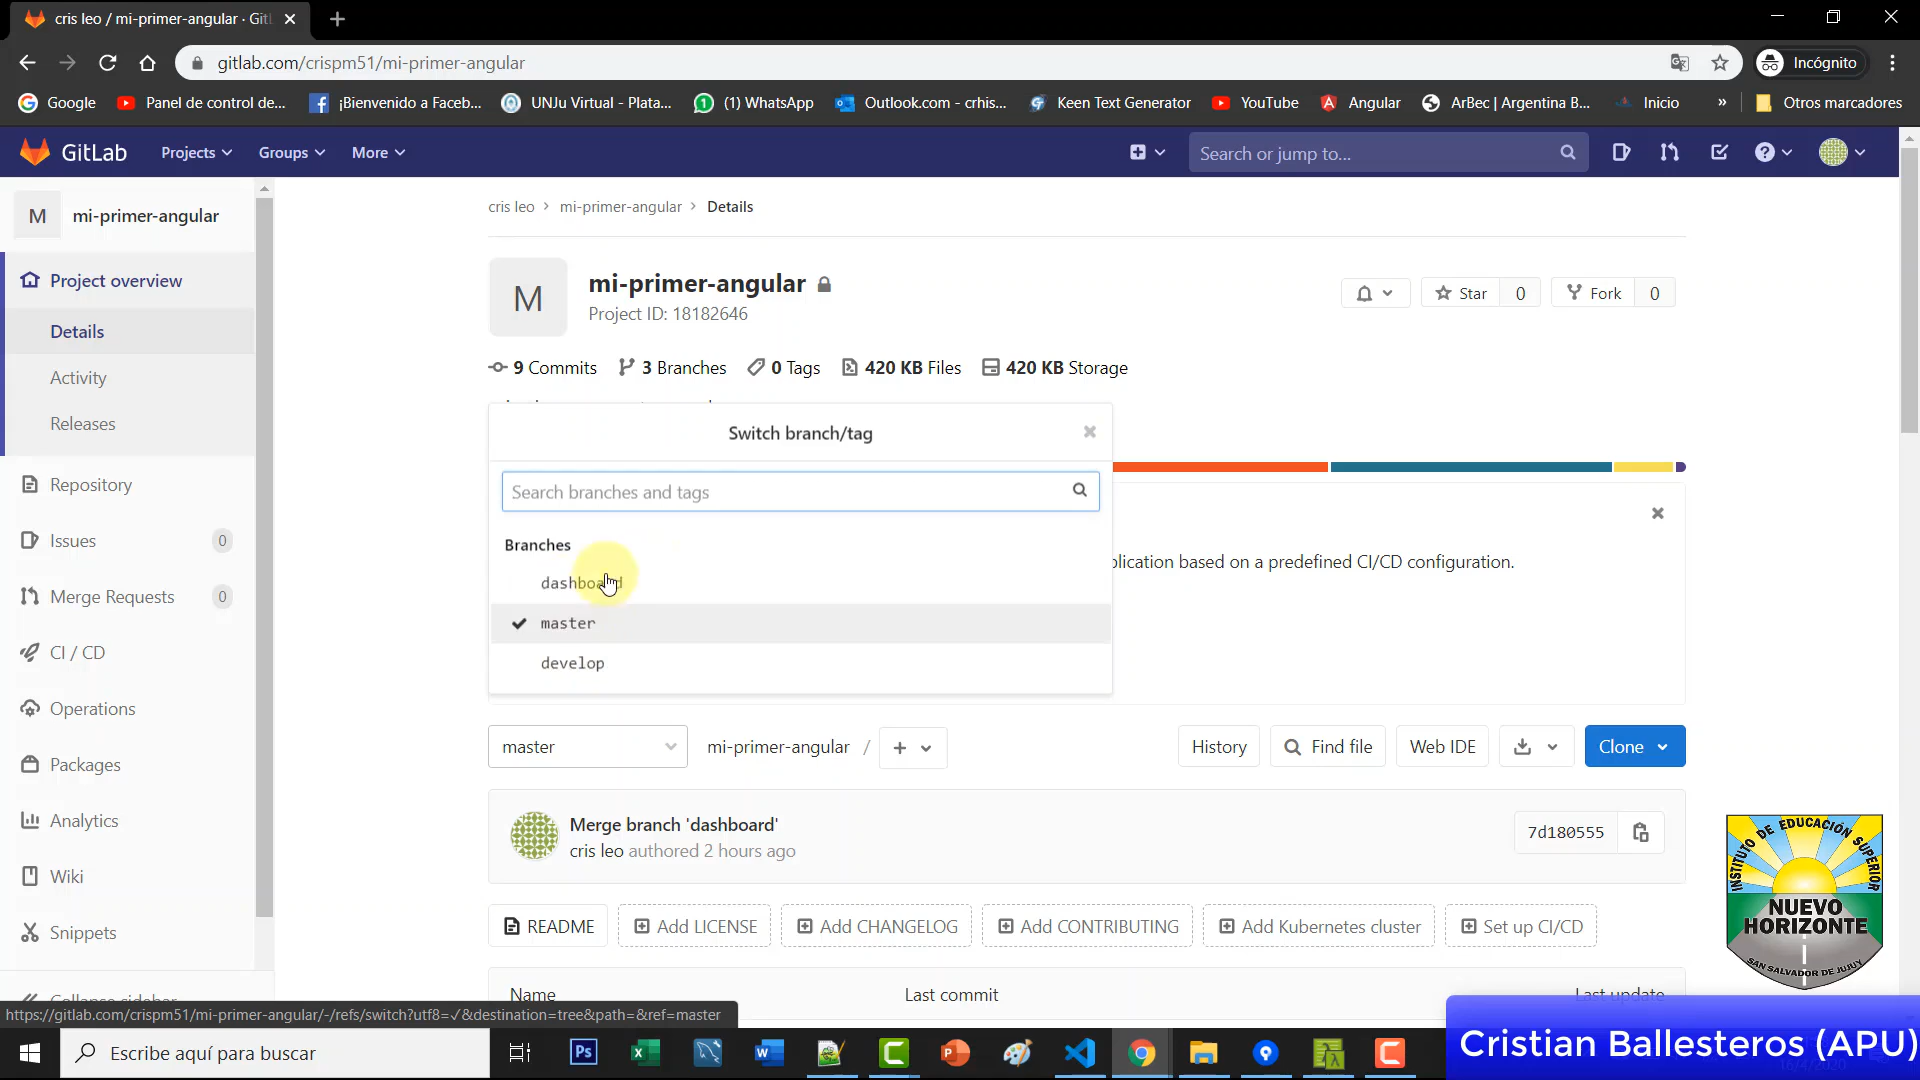 cris leo / mi-primer-angular · Gitl
gitlab.com/crispm51/mi-primer-angular
Incógnito
Google
Panel de control de...
¡Bienvenido a Faceb...
UNJu Virtual - Plata...
(1) WhatsApp
Outlook.com - crhis...
Keen Text Generator
YouTube
Angular
ArBec | Argentina B...
Inicio
»
Otros marcadores
GitLab
Projects
Groups
More
Search or jump to...
M
mi-primer-angular
Project overview
Details
Activity
Releases
Repository
Issues 0
Merge Requests 0
CI / CD
Operations
Packages
Analytics
Wiki
Snippets
Collapse sidebar
cris leo > mi-primer-angular > Details
M
mi-primer-angular
Project ID: 18182646
Star 0
Fork 0
9 Commits
3 Branches
0 Tags
420 KB Files
420 KB Storage
Switch branch/tag
Search branches and tags
Branches
dashboard
master
develop
plication based on a predefined CI/CD configuration.
master
mi-primer-angular /
History
Find file
Web IDE
Clone
Merge branch 'dashboard'
cris leo authored 2 hours ago
7d180555
README
Add LICENSE
Add CHANGELOG
Add CONTRIBUTING
Add Kubernetes cluster
Set up CI/CD
Name
Last commit
Last update
https://gitlab.com/crispm51/mi-primer-angular/-/refs/switch?utf8=✓&destination=tree&path=&ref=master
INSTITUTO DE EDUCACIÓN SUPERIOR
NUEVO
HORIZONTE
SAN SALVADOR DE JUJUY
Escribe aquí para buscar
Cristian Ballesteros (APU)